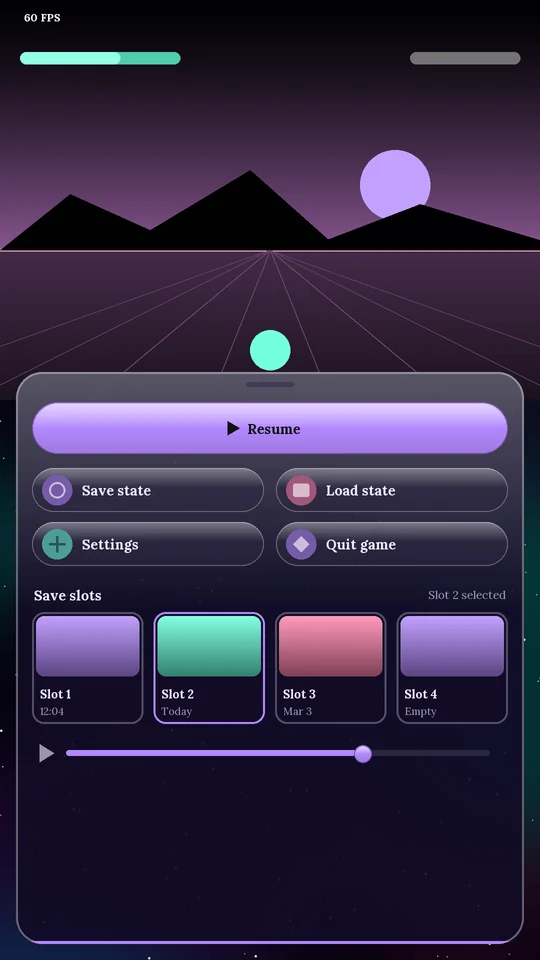 60 FPS
Resume
Save state
Load state
Settings
Quit game
Save slots
Slot 2 selected
Slot 1
12:04
Slot 2
Today
Slot 3
Mar 3
Slot 4
Empty